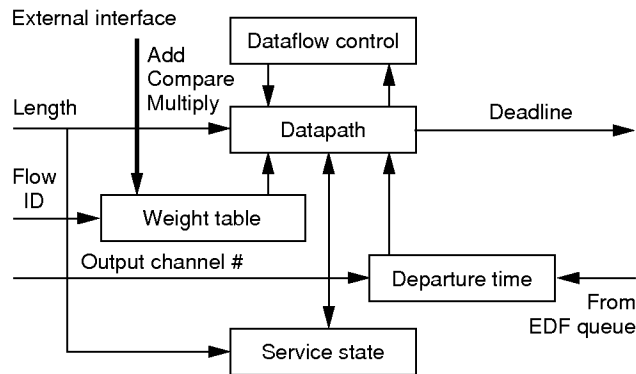 External interface
Dataflow control
Add
Compare
Multiply
Length
Datapath
Deadline
Flow
ID
Weight table
Output channel #
Departure time
From
EDF queue
Service state